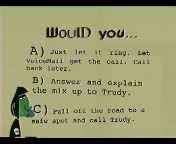 Would you...
A) Just let it ring. Let
VoiceMail get the call. Call
back later.
B) Answer and explain
the mix up to Trudy.
C) Pull off the road to a
safe spot and call Trudy.